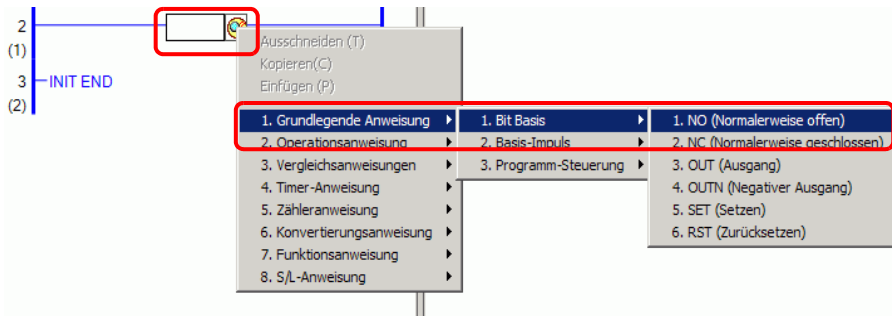 2
(1)
3 INIT END
(2)
Ausschneiden (T)
Kopieren(C)
Einfügen (P)
1. Grundlegende Anweisung
2. Operationsanweisung
3. Vergleichsanweisungen
4. Timer-Anweisung
5. Zähleranweisung
6. Konvertierungsanweisung
7. Funktionsanweisung
8. S/L-Anweisung
1. Bit Basis
2. Basis-Impuls
3. Programm-Steuerung
1. NO (Normalerweise offen)
2. NC (Normalerweise geschlossen)
3. OUT (Ausgang)
4. OUTN (Negativer Ausgang)
5. SET (Setzen)
6. RST (Zurücksetzen)